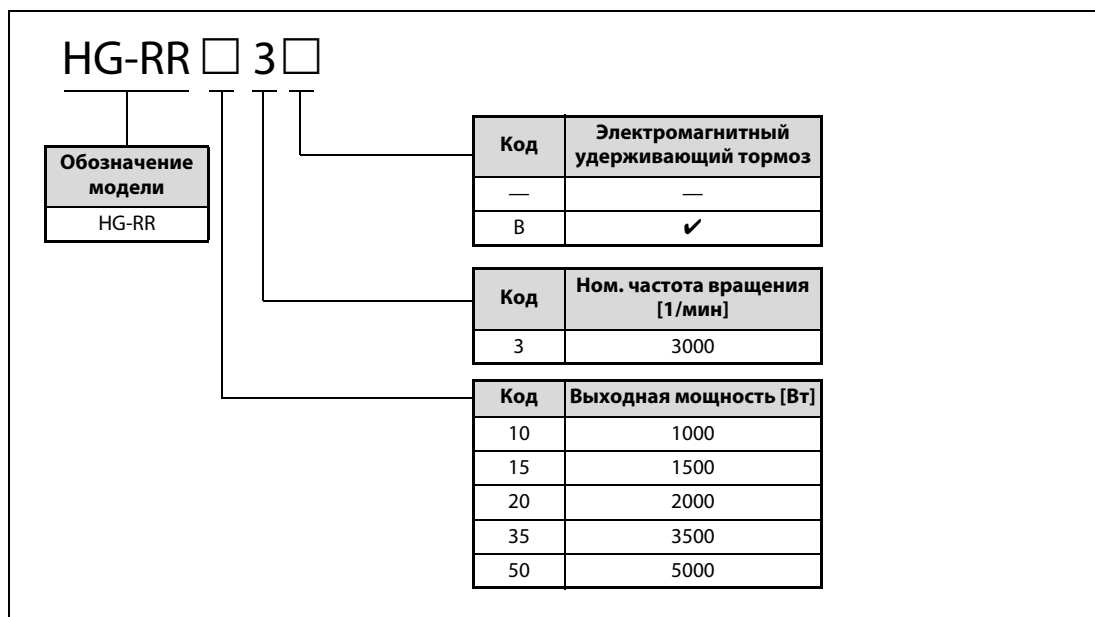 HG-RR □ 3 □
Обозначение
модели
HG-RR
Код Электромагнитный
удерживающий тормоз
— —
B ✔
Код Ном. частота вращения
[1/мин]
3 3000
Код Выходная мощность [Вт]
10 1000
15 1500
20 2000
35 3500
50 5000